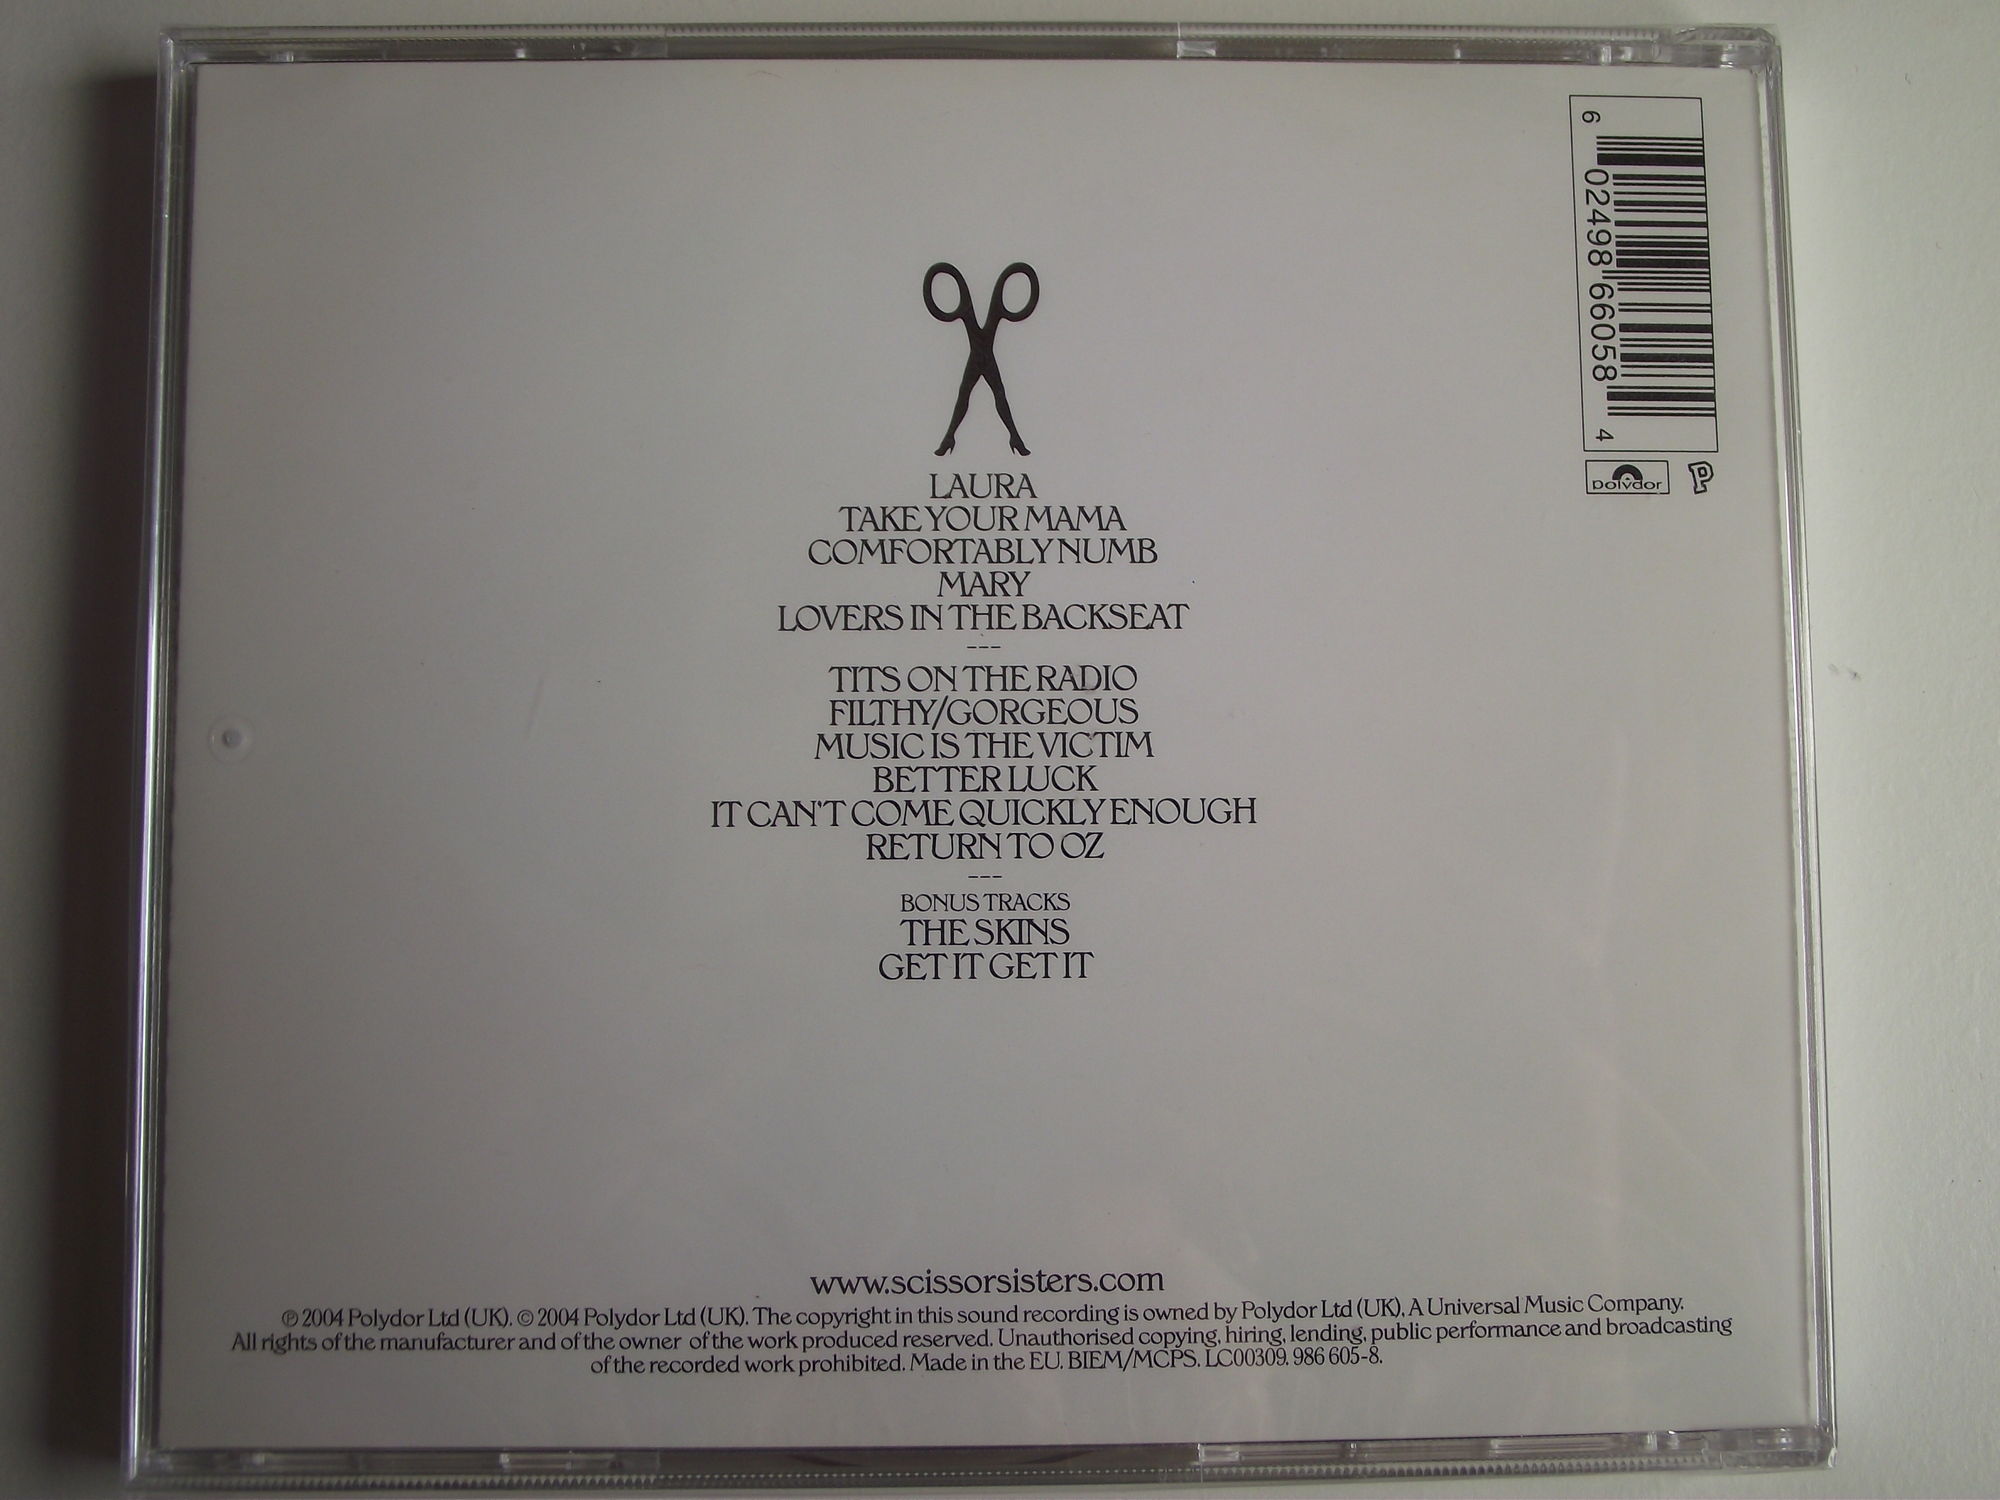 6 02498 66058 4
polydor
P
LAURA
TAKE YOUR MAMA
COMFORTABLY NUMB
MARY
LOVERS IN THE BACKSEAT
---
TITS ON THE RADIO
FILTHY/GORGEOUS
MUSIC IS THE VICTIM
BETTER LUCK
IT CAN'T COME QUICKLY ENOUGH
RETURN TO OZ
---
BONUS TRACKS
THE SKINS
GET IT GET IT
www.scissorsisters.com
℗ 2004 Polydor Ltd (UK). © 2004 Polydor Ltd (UK). The copyright in this sound recording is owned by Polydor Ltd (UK), A Universal Music Company.
All rights of the manufacturer and of the owner of the work produced reserved. Unauthorised copying, hiring, lending, public performance and broadcasting
of the recorded work prohibited. Made in the EU. BIEM/MCPS. LC00309. 986 605-8.